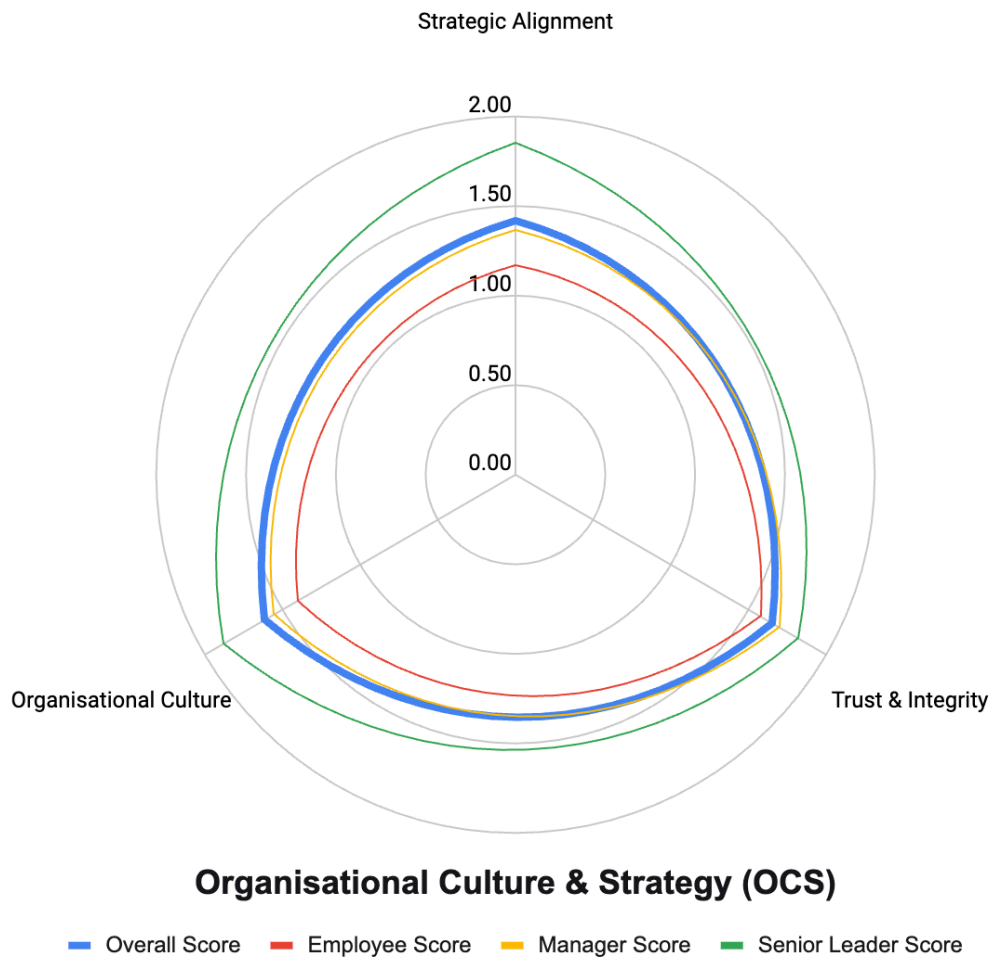 Strategic Alignment
2.00
1.50
1.00
0.50
0.00
Organisational Culture
Trust & Integrity
Organisational Culture & Strategy (OCS)
Overall Score
Employee Score
Manager Score
Senior Leader Score